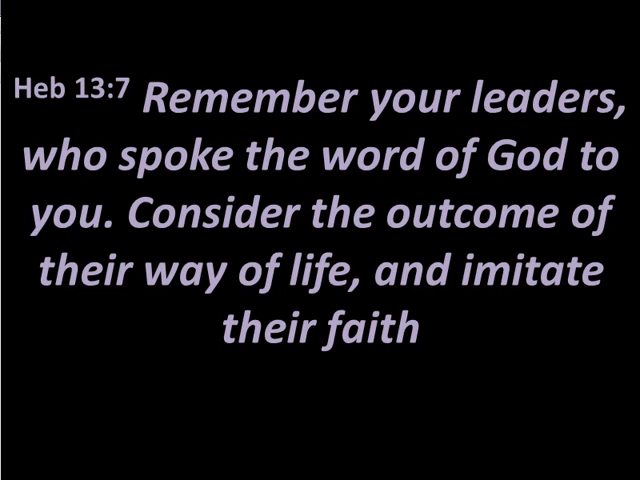 Heb 13:7 Remember your leaders,
who spoke the word of God to
you. Consider the outcome of
their way of life, and imitate
their faith